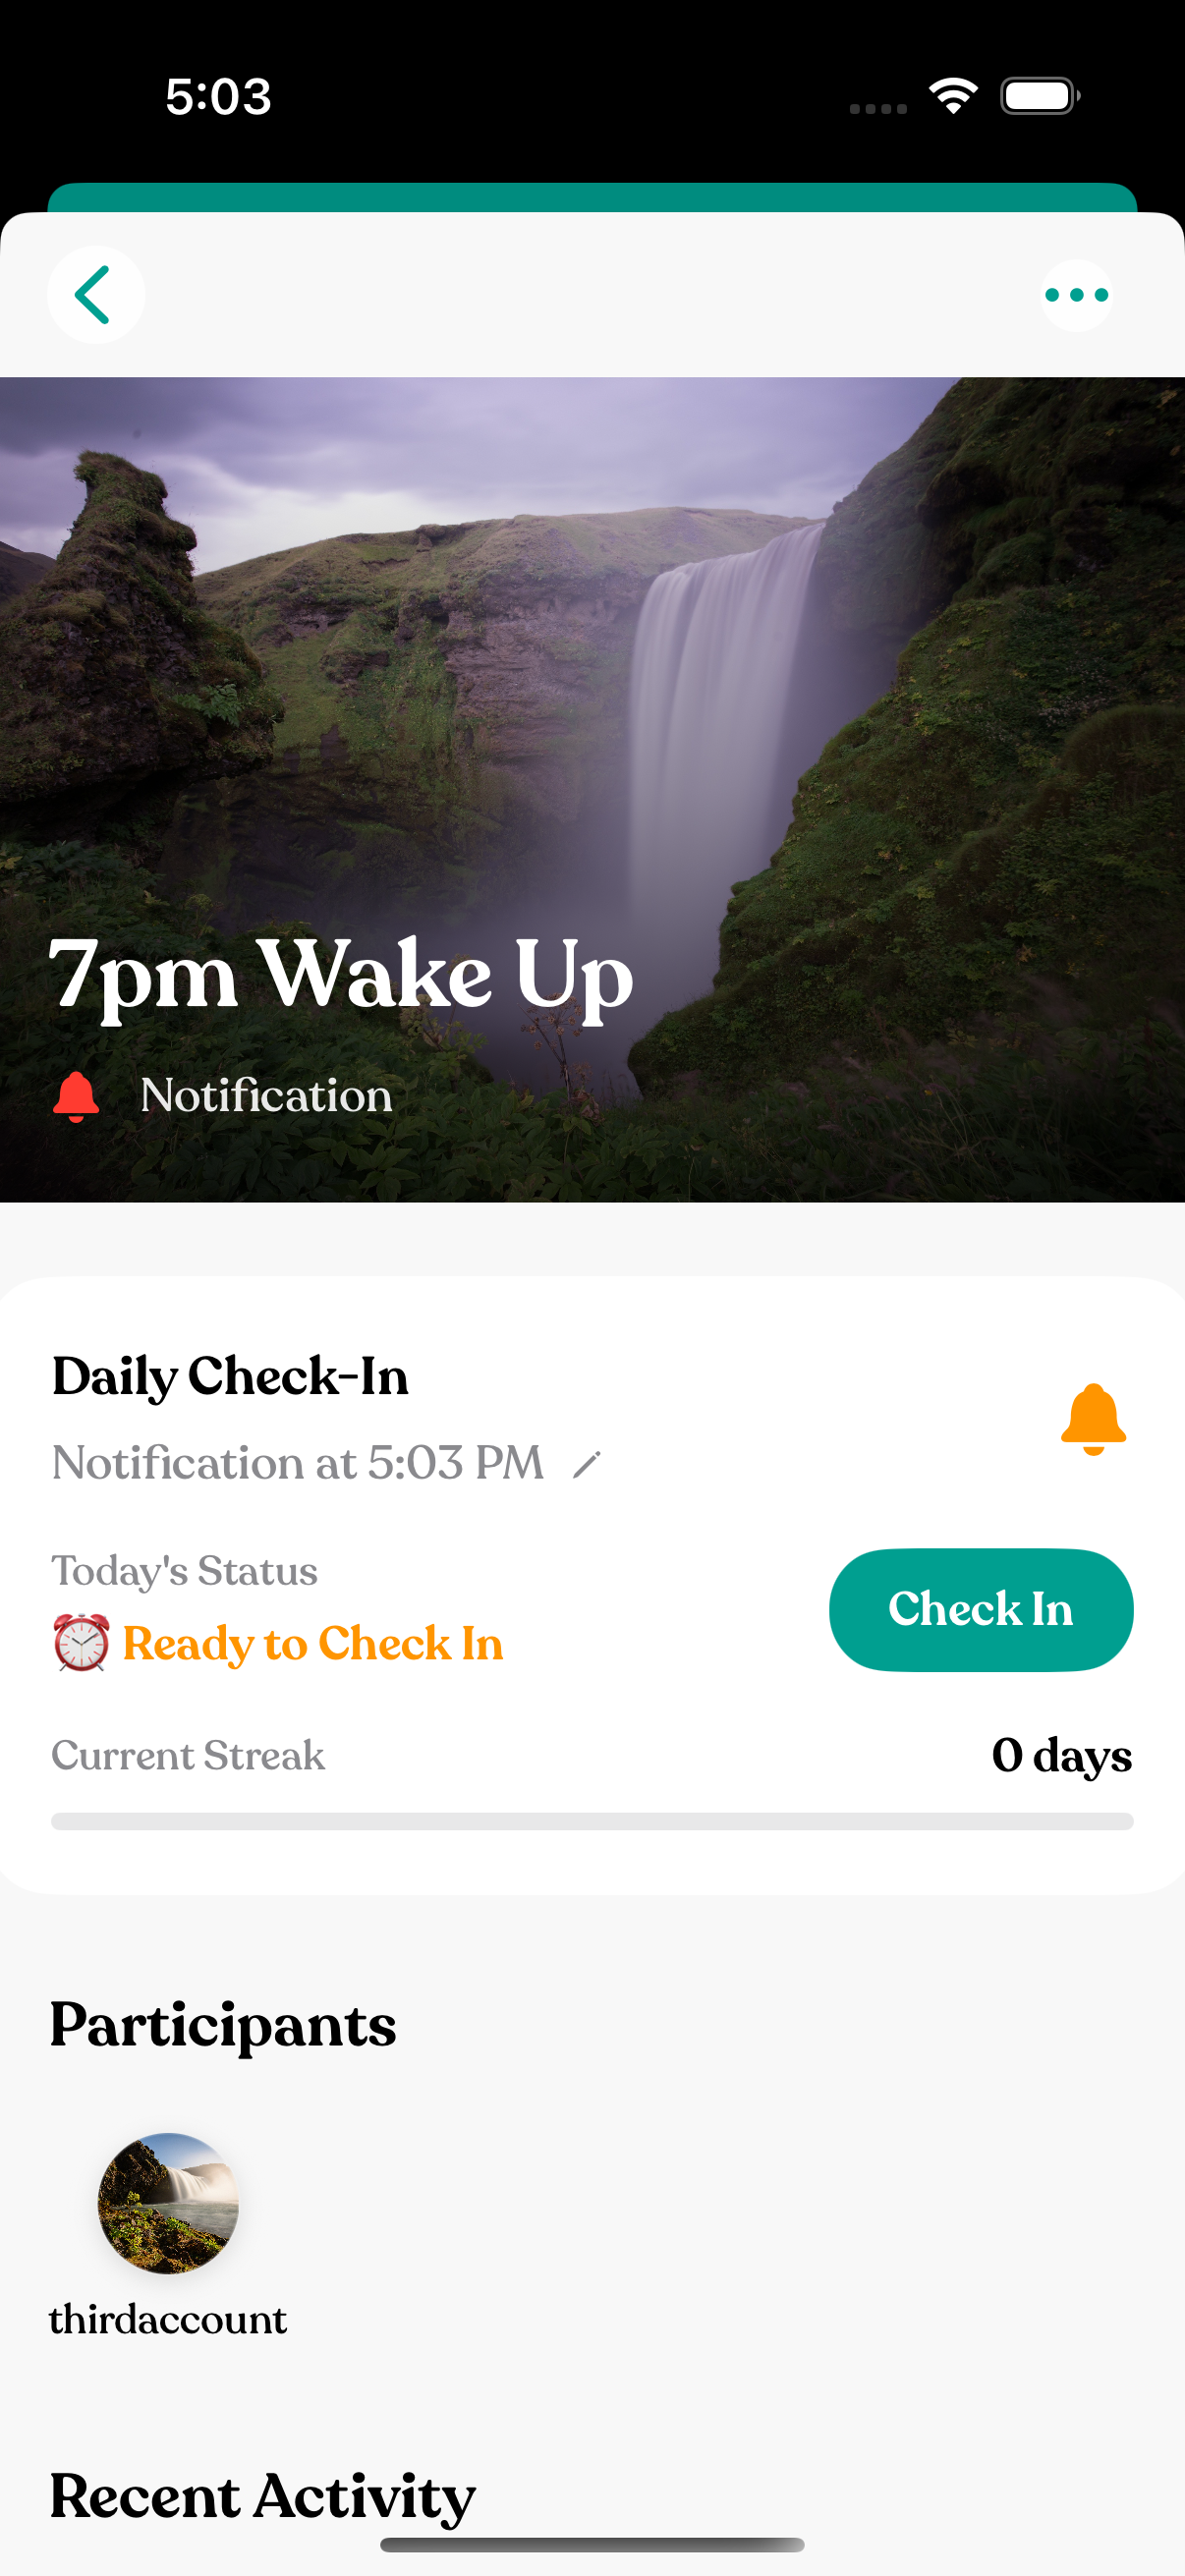 5:03
7pm Wake Up
Notification
Daily Check-In
Notification at 5:03 PM
Today's Status
⏰ Ready to Check In
Check In
Current Streak
0 days
Participants
thirdaccount
Recent Activity